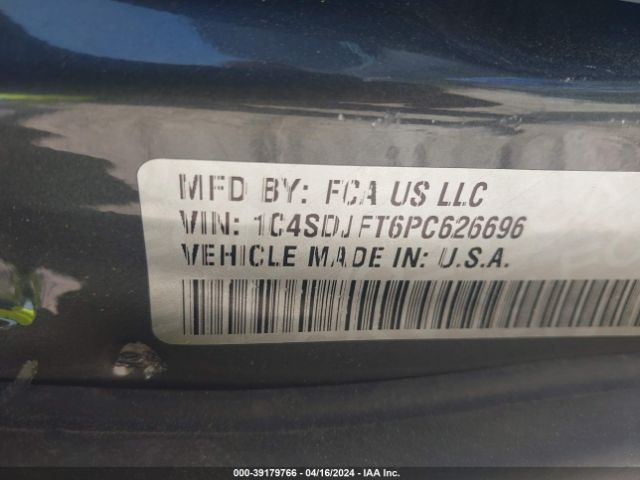 MFD BY: FCA US LLC
VIN: 1C4SDJFT6PC626696
VEHICLE MADE IN: U.S.A.
000-39179766 - 04/16/2024 - IAA Inc.